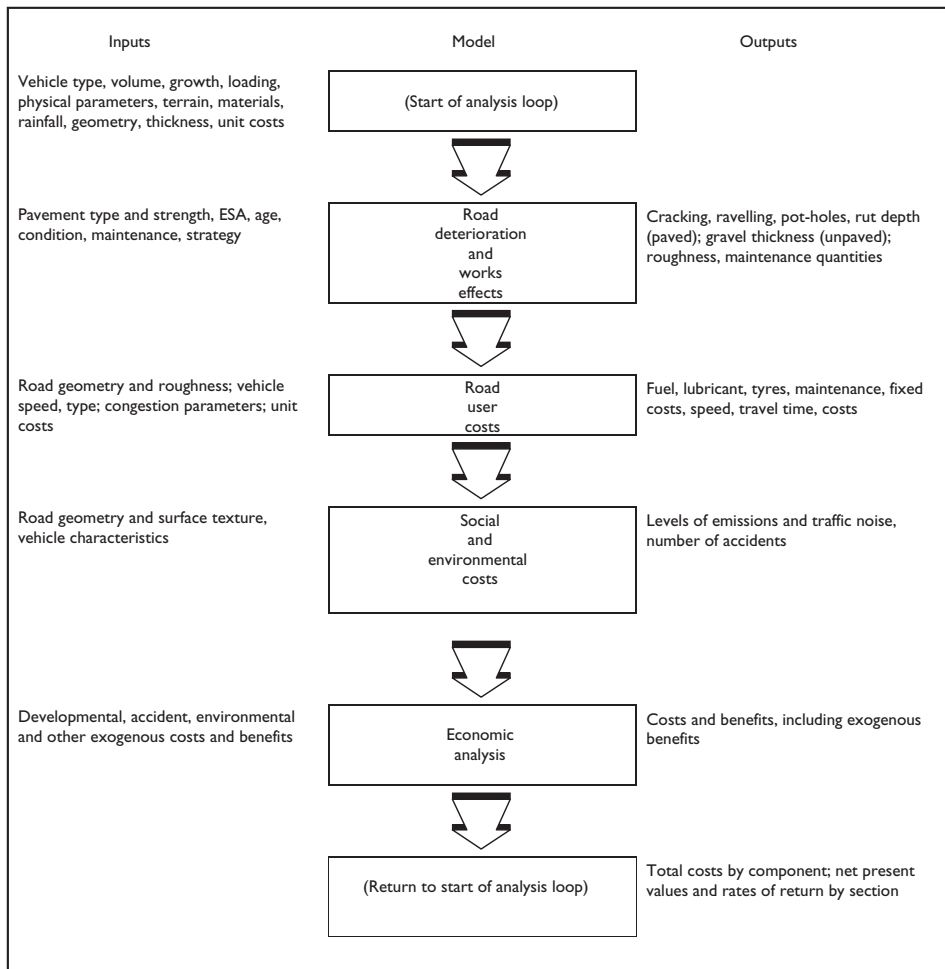 Inputs
Model
Outputs
Vehicle type, volume, growth, loading,
physical parameters, terrain, materials,
rainfall, geometry, thickness, unit costs
(Start of analysis loop)
Pavement type and strength, ESA, age,
condition, maintenance, strategy
Road
deterioration
and
works
effects
Cracking, ravelling, pot-holes, rut depth
(paved); gravel thickness (unpaved);
roughness, maintenance quantities
Road geometry and roughness; vehicle
speed, type; congestion parameters; unit
costs
Road
user
costs
Fuel, lubricant, tyres, maintenance, fixed
costs, speed, travel time, costs
Road geometry and surface texture,
vehicle characteristics
Social
and
environmental
costs
Levels of emissions and traffic noise,
number of accidents
Developmental, accident, environmental
and other exogenous costs and benefits
Economic
analysis
Costs and benefits, including exogenous
benefits
(Return to start of analysis loop)
Total costs by component; net present
values and rates of return by section